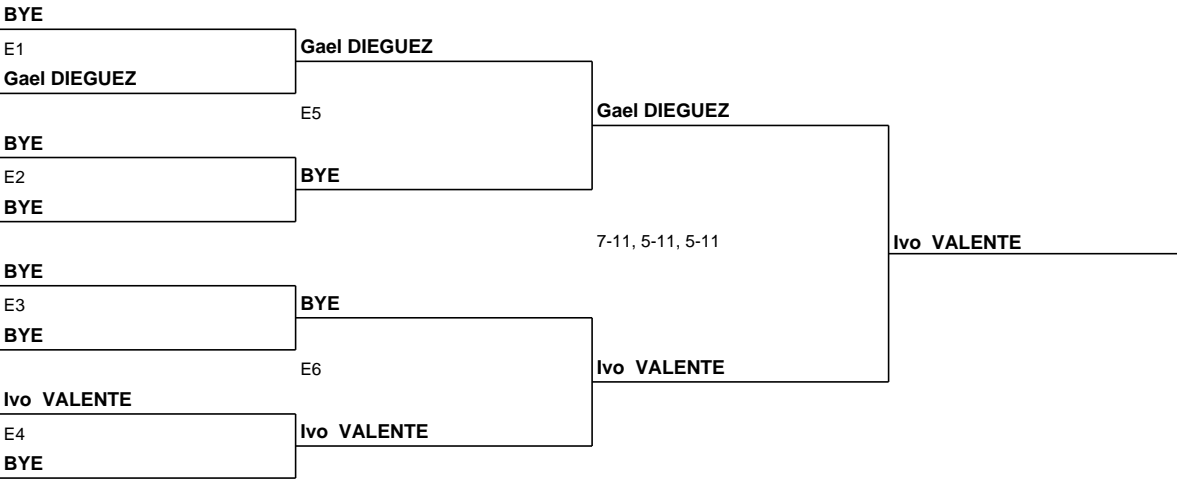 BYE
E1
Gael DIEGUEZ
Gael DIEGUEZ
E5
BYE
E2
BYE
BYE
Gael DIEGUEZ
7-11, 5-11, 5-11
Ivo VALENTE
BYE
E3
BYE
BYE
E6
Ivo VALENTE
Ivo VALENTE
E4
BYE
Ivo VALENTE